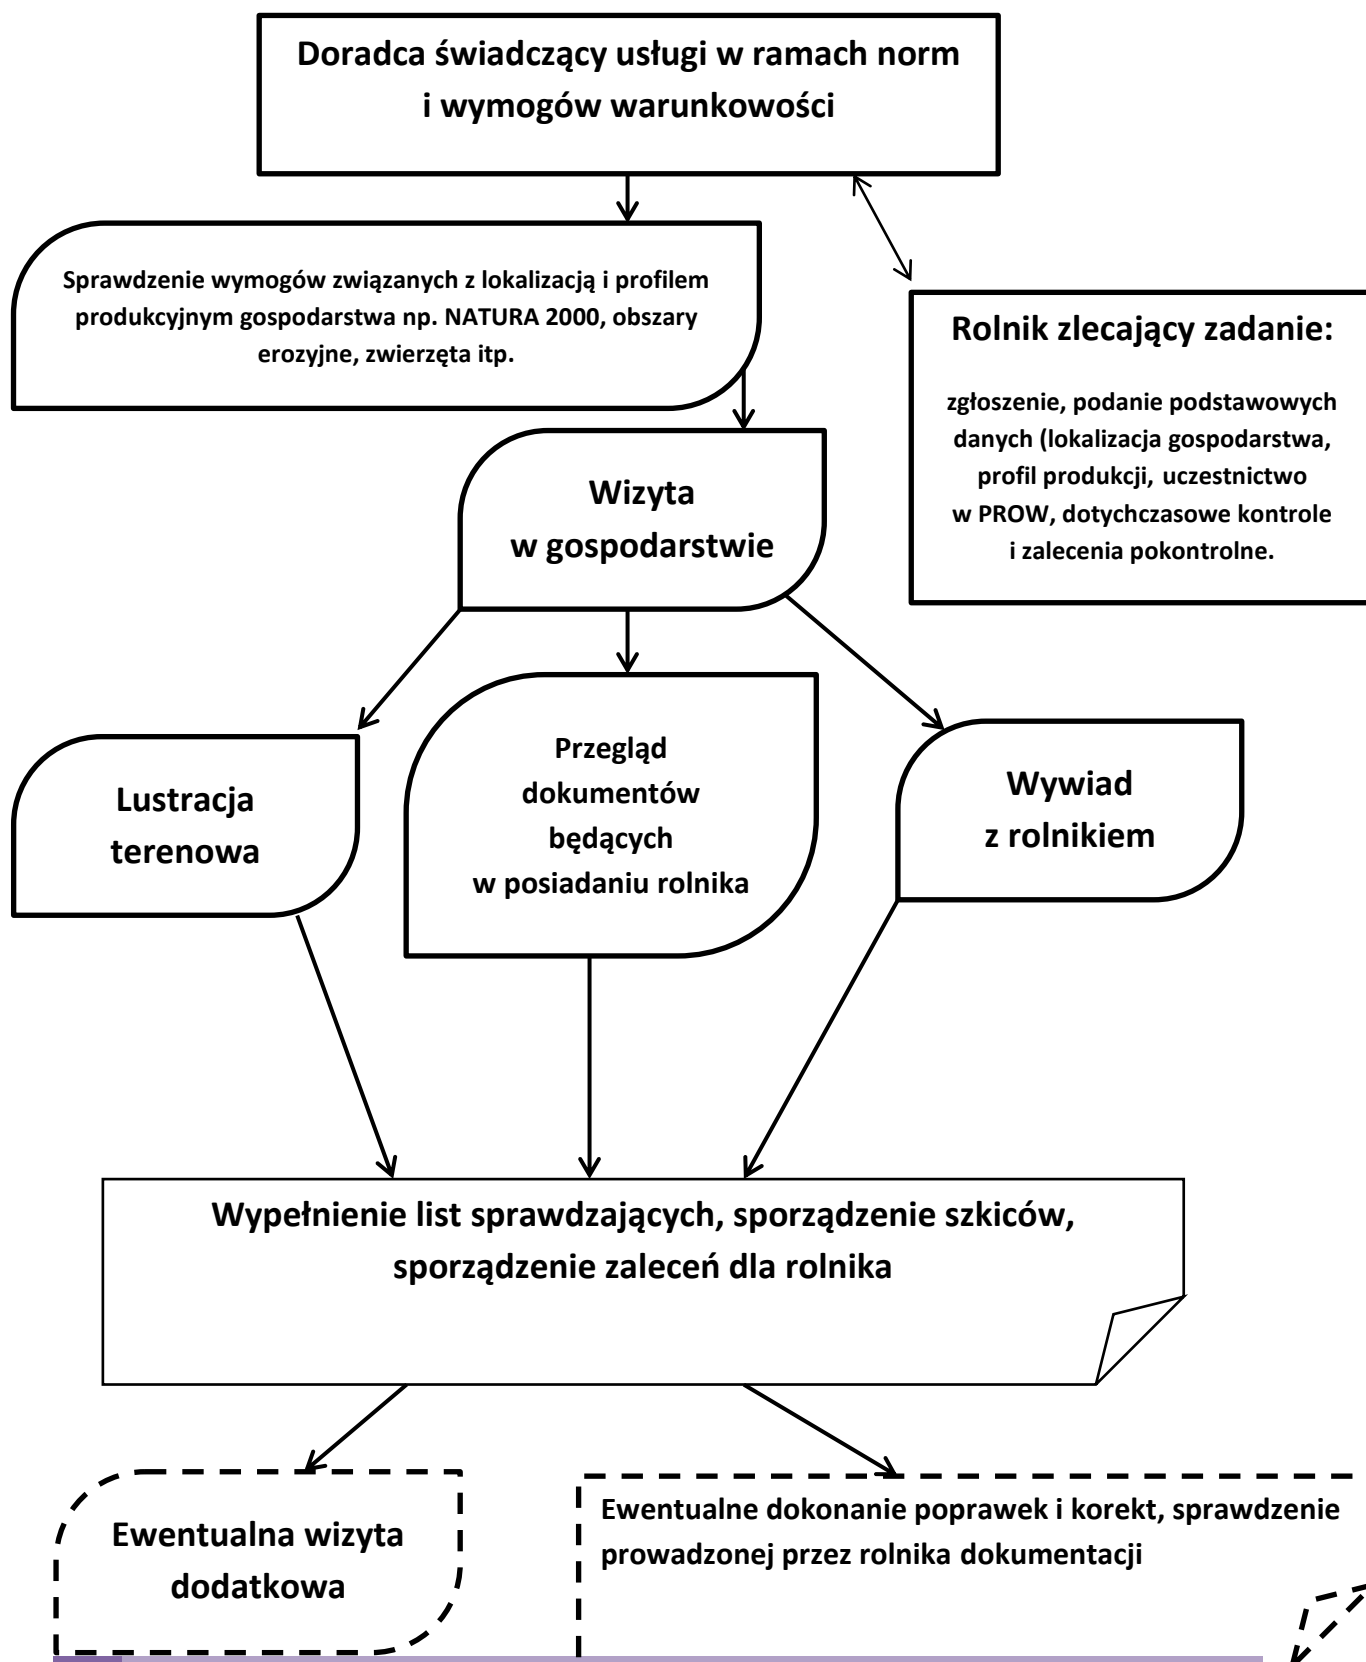 Doradca świadczący usługi w ramach norm
i wymogów warunkowości
Sprawdzenie wymogów związanych z lokalizacją i profilem
produkcyjnym gospodarstwa np. NATURA 2000, obszary
erozyjne, zwierzęta itp.
Rolnik zlecający zadanie:
zgłoszenie, podanie podstawowych
danych (lokalizacja gospodarstwa,
profil produkcji, uczestnictwo
w PROW, dotychczasowe kontrole
i zalecenia pokontrolne.
Wizyta
w gospodarstwie
Lustracja
terenowa
Przegląd
dokumentów
będących
w posiadaniu rolnika
Wywiad
z rolnikiem
Wypełnienie list sprawdzających, sporządzenie szkiców,
sporządzenie zaleceń dla rolnika
Ewentualna wizyta
dodatkowa
Ewentualne dokonanie poprawek i korekt, sprawdzenie
prowadzonej przez rolnika dokumentacji